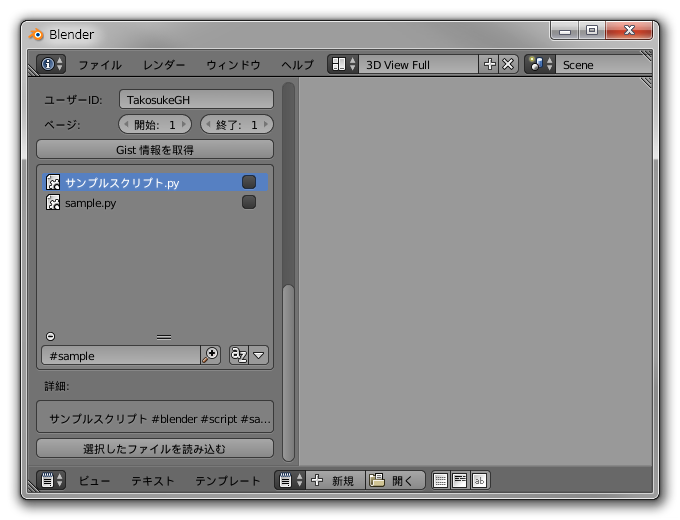 Blender
ファイル レンダー ウィンドウ ヘルプ 3D View Full Scene
ユーザーID: TakosukeGH
ページ: 開始: 1 終了: 1
Gist 情報を取得
サンプルスクリプト.py
sample.py
#sample
詳細:
サンプルスクリプト #blender #script #sa...
選択したファイルを読み込む
ビュー テキスト テンプレート 新規 開く